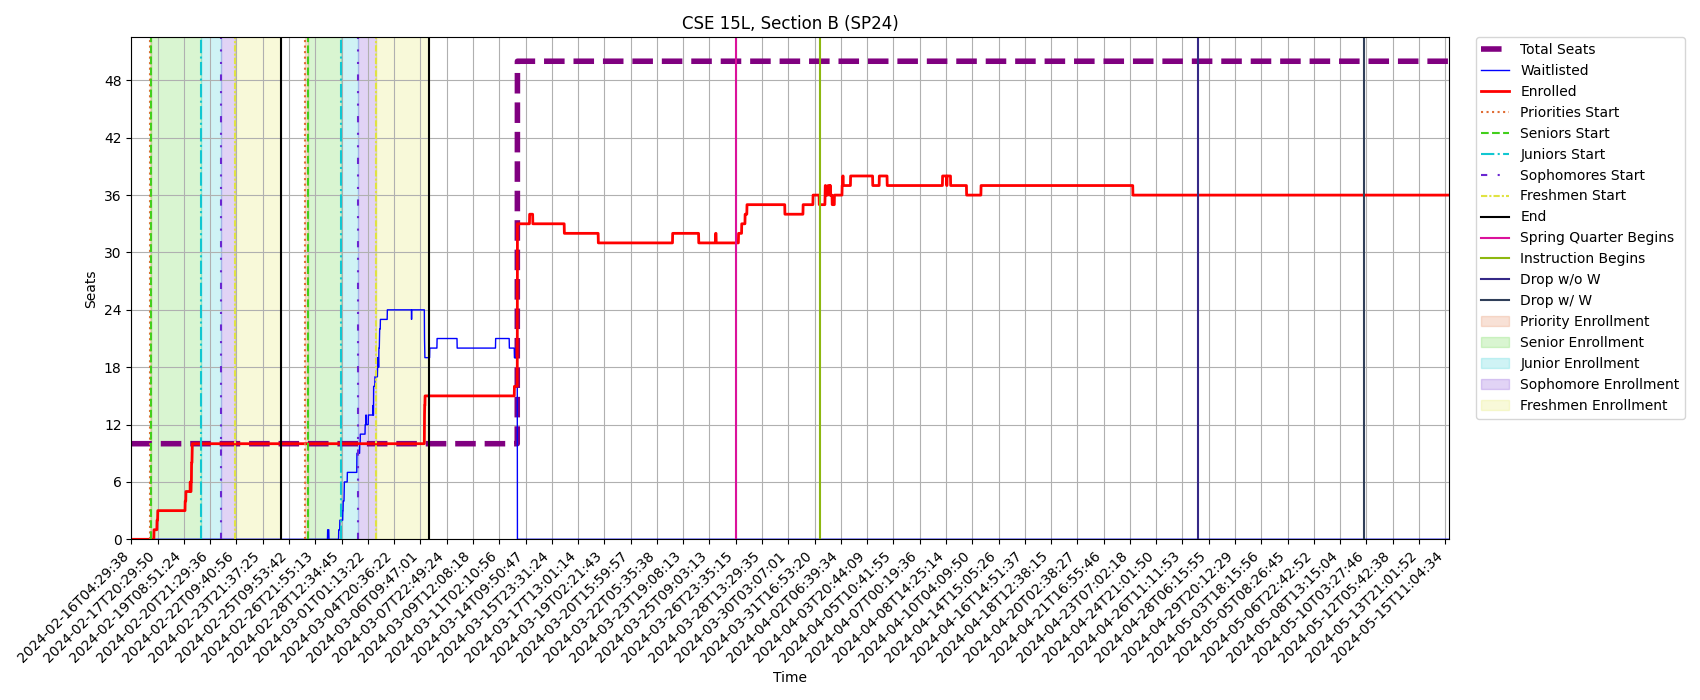 CSE 15L, Section B (SP24)
Seats
48
42
36
30
24
18
12
6
0
2024-02-16T04:29:38
2024-02-17T20:29:50
2024-02-19T08:51:24
2024-02-20T21:29:36
2024-02-22T09:40:56
2024-02-23T21:37:25
2024-02-25T09:53:42
2024-02-26T21:55:13
2024-02-28T12:34:45
2024-03-01T01:13:22
2024-03-04T20:36:22
2024-03-06T09:47:01
2024-03-07T22:49:24
2024-03-09T12:08:18
2024-03-11T02:10:56
2024-03-14T09:50:47
2024-03-15T23:31:24
2024-03-17T13:01:14
2024-03-19T02:21:43
2024-03-20T15:59:57
2024-03-22T05:35:38
2024-03-23T19:08:13
2024-03-25T09:03:13
2024-03-26T23:35:15
2024-03-28T13:29:35
2024-03-30T03:07:01
2024-03-31T16:53:20
2024-04-02T06:39:34
2024-04-03T20:44:09
2024-04-05T10:41:55
2024-04-07T00:19:36
2024-04-08T14:25:14
2024-04-10T04:09:50
2024-04-14T15:05:26
2024-04-16T14:51:37
2024-04-18T12:38:15
2024-04-20T02:38:27
2024-04-21T16:55:46
2024-04-23T07:02:18
2024-04-24T21:01:50
2024-04-26T11:11:53
2024-04-28T06:15:55
2024-04-29T20:12:29
2024-05-03T18:15:56
2024-05-05T08:26:45
2024-05-06T22:42:52
2024-05-08T13:15:04
2024-05-10T03:27:46
2024-05-12T05:42:38
2024-05-13T21:01:52
2024-05-15T11:04:34
Time
Total Seats
Waitlisted
Enrolled
Priorities Start
Seniors Start
Juniors Start
Sophomores Start
Freshmen Start
End
Spring Quarter Begins
Instruction Begins
Drop w/o W
Drop w/ W
Priority Enrollment
Senior Enrollment
Junior Enrollment
Sophomore Enrollment
Freshmen Enrollment